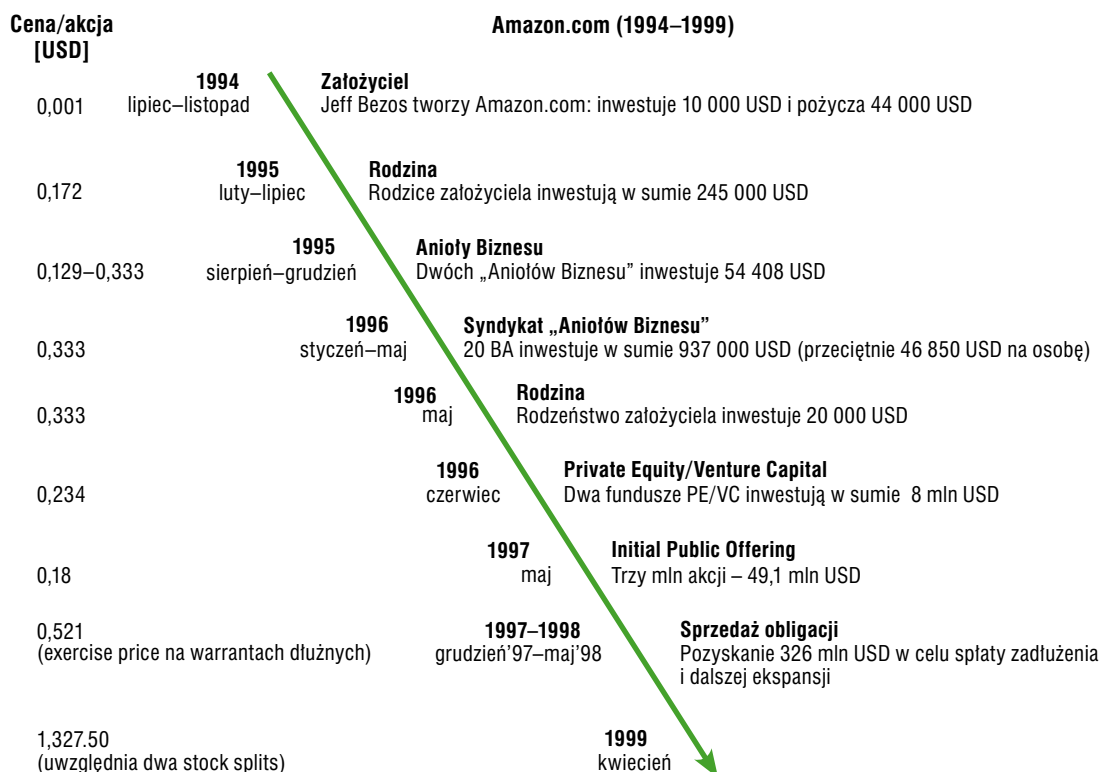 Cena/akcja
[USD]
Amazon.com (1994–1999)
1994
Założyciel
0,001
lipiec–listopad
Jeff Bezos tworzy Amazon.com: inwestuje 10 000 USD i pożycza 44 000 USD
1995
Rodzina
0,172
luty–lipiec
Rodzice założyciela inwestują w sumie 245 000 USD
1995
Anioły Biznesu
0,129–0,333
sierpień–grudzień
Dwóch „Aniołów Biznesu” inwestuje 54 408 USD
1996
Syndykat „Aniołów Biznesu”
0,333
styczeń–maj
20 BA inwestuje w sumie 937 000 USD (przeciętnie 46 850 USD na osobę)
1996
Rodzina
0,333
maj
Rodzeństwo założyciela inwestuje 20 000 USD
1996
Private Equity/Venture Capital
0,234
czerwiec
Dwa fundusze PE/VC inwestują w sumie 8 mln USD
1997
Initial Public Offering
0,18
maj
Trzy mln akcji – 49,1 mln USD
0,521
1997–1998
Sprzedaż obligacji
(exercise price na warrantach dłużnych)
grudzień’97–maj’98
Pozyskanie 326 mln USD w celu spłaty zadłużenia
i dalszej ekspansji
1,327.50
1999
(uwzględnia dwa stock splits)
kwiecień